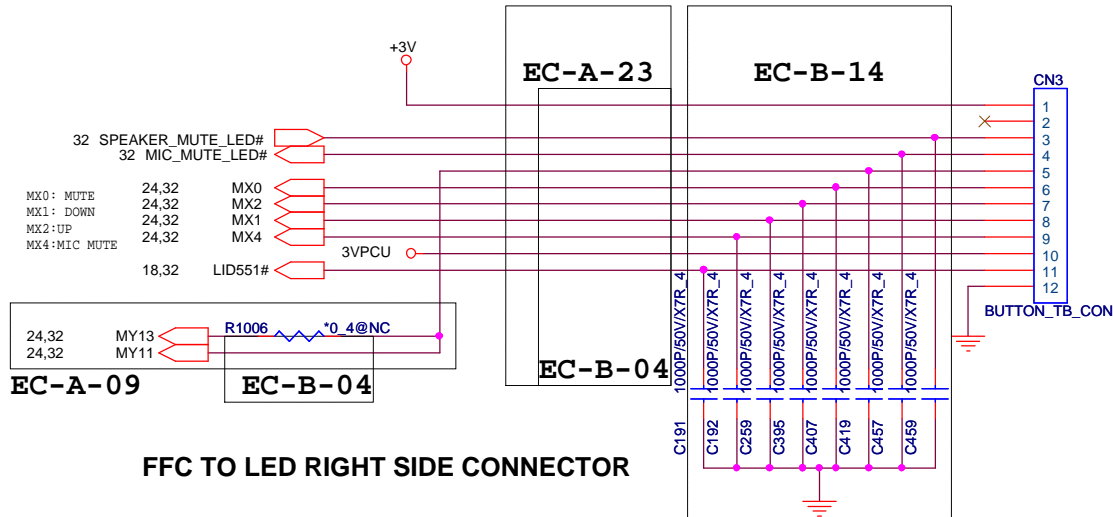 +3V
EC-A-23
EC-B-14
CN3
1
2
32 SPEAKER_MUTE_LED#
3
32 MIC_MUTE_LED#
4
5
MX0: MUTE
24,32 MX0
6
MX1: DOWN
24,32 MX2
7
MX2:UP
24,32 MX1
8
MX4:MIC MUTE
24,32 MX4
9
3VPCU
10
18,32 LID551#
11
12
BUTTON_TB_CON
1000P/50V/X7R_4
1000P/50V/X7R_4
1000P/50V/X7R_4
1000P/50V/X7R_4
1000P/50V/X7R_4
1000P/50V/X7R_4
1000P/50V/X7R_4
1000P/50V/X7R_4
24,32 MY13
R1006 *0_4@NC
24,32 MY11
EC-A-09
EC-B-04
EC-B-04
C191
C192
C259
C395
C407
C419
C457
C459
FFC TO LED RIGHT SIDE CONNECTOR